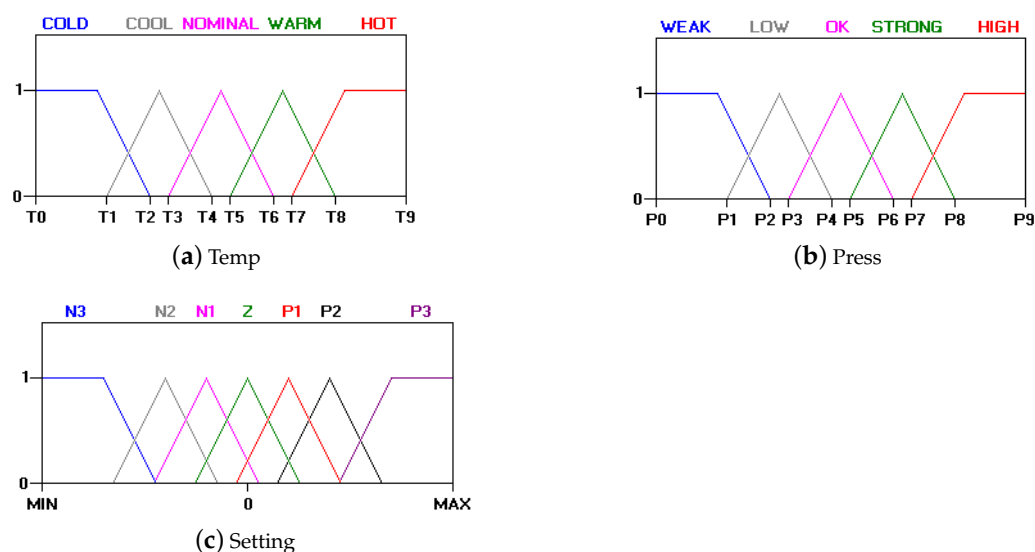 COLD COOL NOMINAL WARM HOT
1
0
T0 T1 T2 T3 T4 T5 T6 T7 T8 T9
(a) Temp
WEAK LOW OK STRONG HIGH
1
0
P0 P1 P2 P3 P4 P5 P6 P7 P8 P9
(b) Press
N3 N2 N1 Z P1 P2 P3
1
0
MIN 0 MAX
(c) Setting